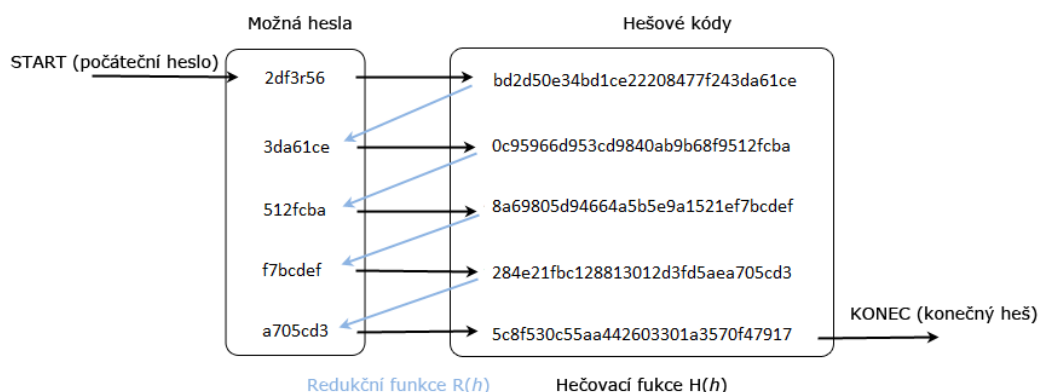 Možná hesla
Hešové kódy
START (počáteční heslo)
2df3r56
bd2d50e34bd1ce22208477f243da61ce
3da61ce
0c95966d953cd9840ab9b68f9512fcba
512fcba
8a69805d94664a5b5e9a1521ef7bcdef
f7bcdef
284e21fbc128813012d3fd5aea705cd3
a705cd3
5c8f530c55aa442603301a3570f47917
KONEC (konečný heš)
Redukční funkce R(h)
Hečovací fukce H(h)